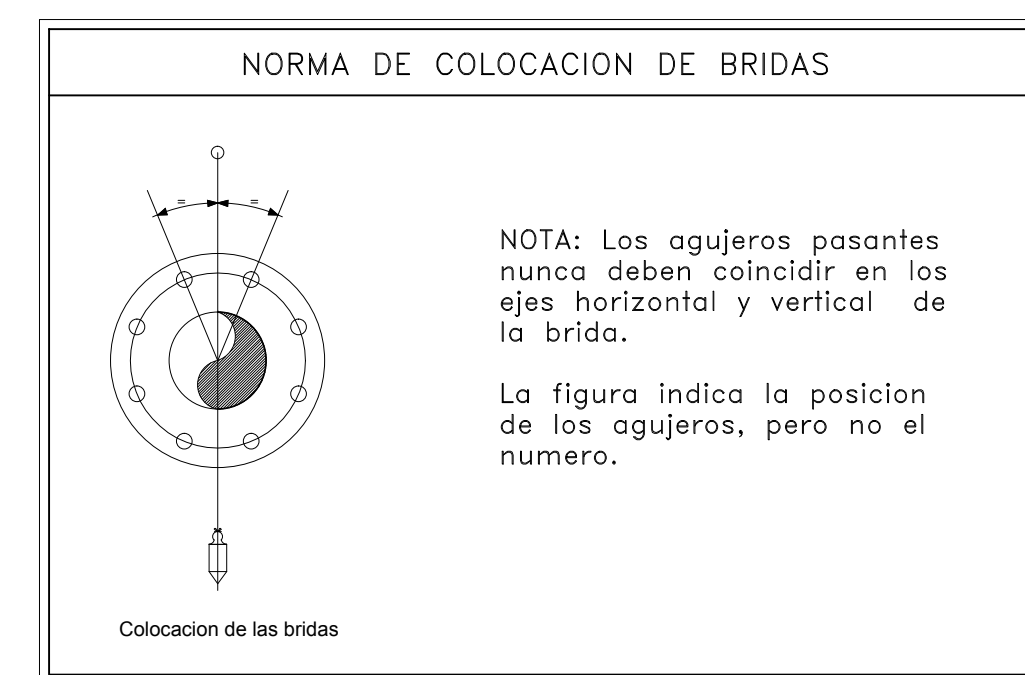 NORMA DE COLOCACION DE BRIDAS
= =
NOTA: Los agujeros pasantes
nunca deben coincidir en los
ejes horizontal y vertical de
la brida.
La figura indica la posicion
de los agujeros, pero no el
numero.
Colocacion de las bridas